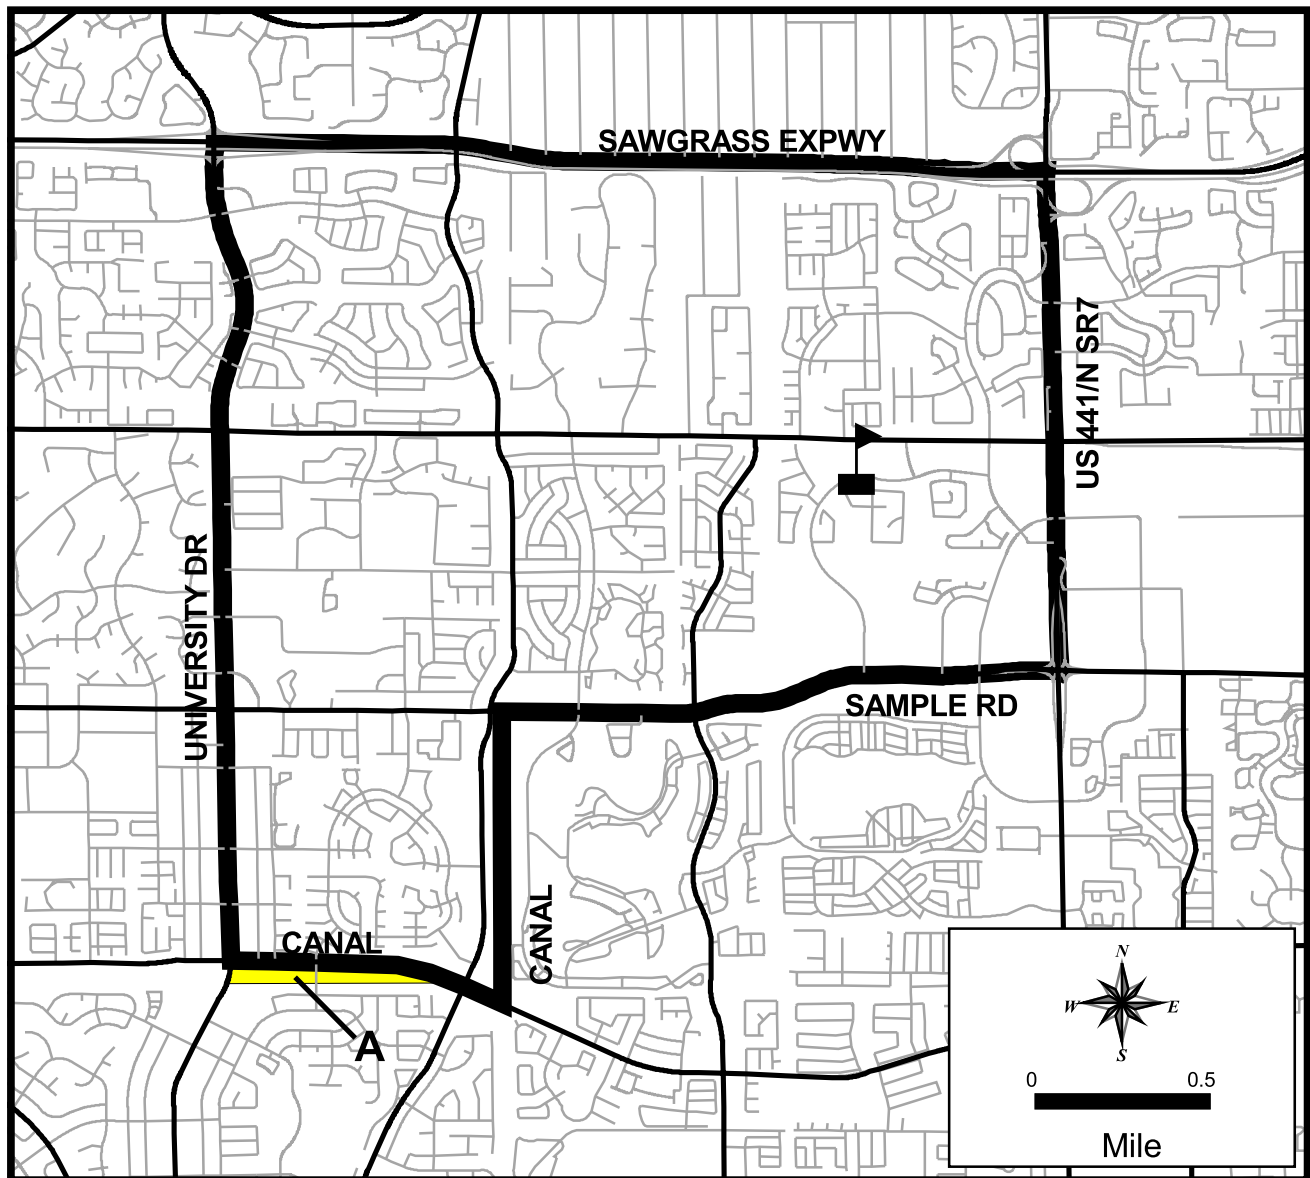 SAWGRASS EXPWY
US 441/N SR7
UNIVERSITY DR
SAMPLE RD
CANAL
CANAL
A
N
W
E
S
0
0.5
Mile